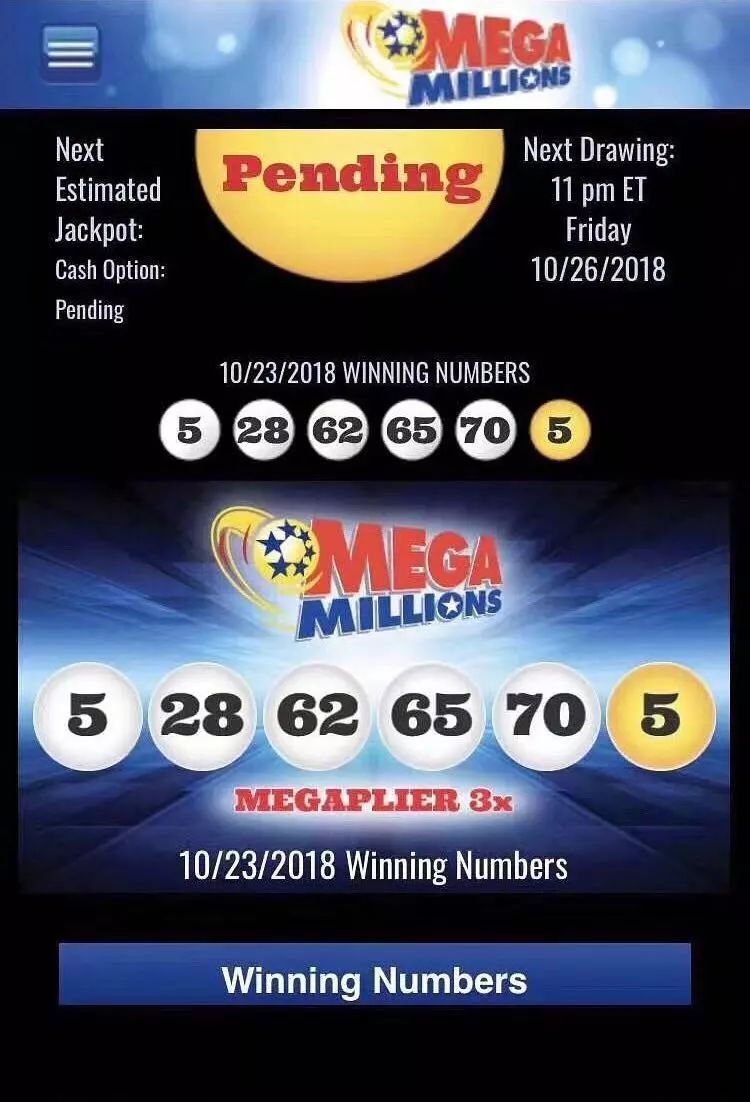 MEGA
MILLIONS
Next
Estimated
Jackpot:
Cash Option:
Pending
Pending
Next Drawing:
11 pm ET
Friday
10/26/2018
10/23/2018 WINNING NUMBERS
5 28 62 65 70 5
MEGA
MILLIONS
5 28 62 65 70 5
MEGAPLIER 3x
10/23/2018 Winning Numbers
Winning Numbers